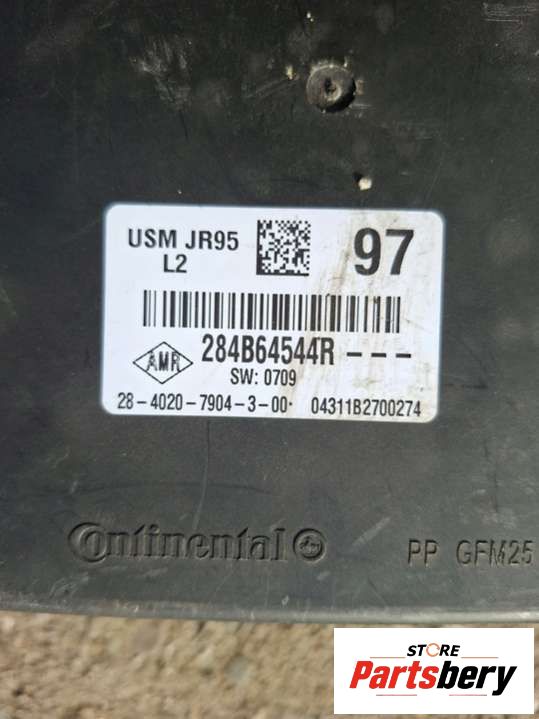 USM JR95
L2
97
AMR
284B64544R - - -
SW: 0709
28-4020-7904-3-00· 04311B2700274
Continental
PP GFM25
STORE
Partsbery